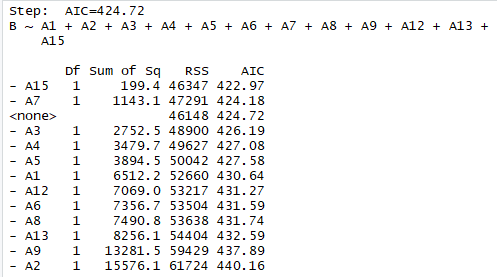 Step:  AIC=424.72
B ~ A1 + A2 + A3 + A4 + A5 + A6 + A7 + A8 + A9 + A12 + A13 +
    A15
       Df Sum of Sq   RSS    AIC
- A15   1     199.4 46347 422.97
- A7    1    1143.1 47291 424.18
<none>              46148 424.72
- A3    1    2752.5 48900 426.19
- A4    1    3479.7 49627 427.08
- A5    1    3894.5 50042 427.58
- A1    1    6512.2 52660 430.64
- A12   1    7069.0 53217 431.27
- A6    1    7356.7 53504 431.59
- A8    1    7490.8 53638 431.74
- A13   1    8256.1 54404 432.59
- A9    1   13281.5 59429 437.89
- A2    1   15576.1 61724 440.16